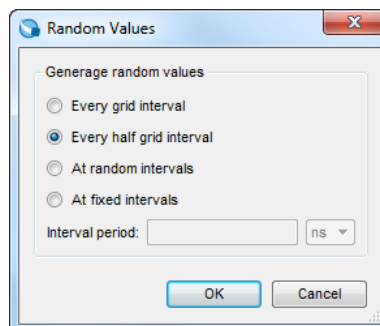 Random Values
Generage random values
Every grid interval
Every half grid interval
At random intervals
At fixed intervals
Interval period: ns
OK Cancel